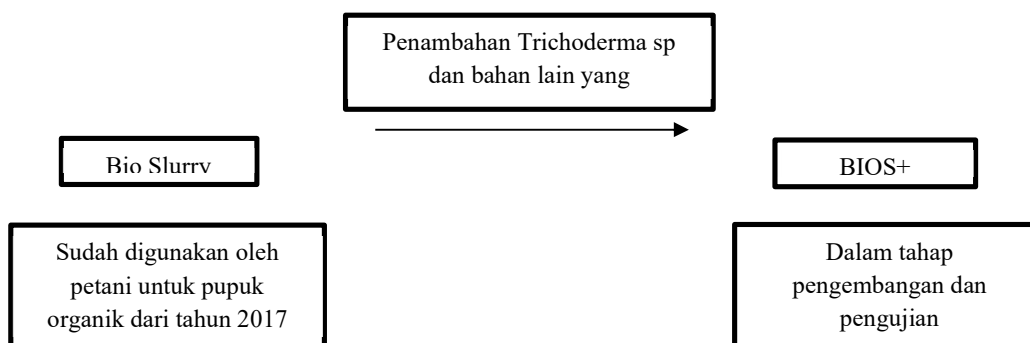 Penambahan Trichoderma sp
dan bahan lain yang
Bio Slurry
BIOS+
Sudah digunakan oleh
petani untuk pupuk
organik dari tahun 2017
Dalam tahap
pengembangan dan
pengujian